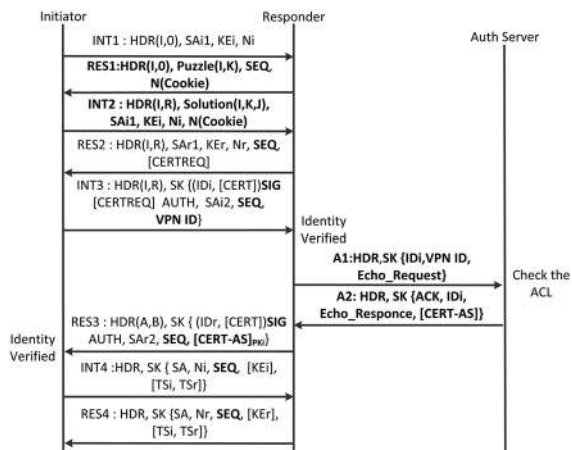 Initiator
Responder
Auth Server
INT1 : HDR(I,0), SAi1, KEi, Ni
RES1:HDR(I,0), Puzzle(I,K), SEQ,
N(Cookie)
INT2 : HDR(I,R), Solution(I,K,J),
SAi1, KEi, Ni, N(Cookie)
RES2 : HDR(I,R), SAr1, KEr, Nr, SEQ,
[CERTREQ]
INT3 : HDR(I,R), SK {(IDi, [CERT])SIG
[CERTREQ] AUTH, SAi2, SEQ,
VPN ID}
Identity
Verified
A1:HDR,SK {IDi,VPN ID,
Echo_Request}
Check the
ACL
A2: HDR, SK {ACK, IDi,
Echo_Responce, [CERT-AS]}
RES3 : HDR(A,B), SK { (IDr, [CERT])SIG
AUTH, SAr2, SEQ, [CERT-AS]PKi}
Identity
Verified
INT4 :HDR, SK { SA, Ni, SEQ, [KEi],
[TSi, TSr]}
RES4 : HDR, SK {SA, Nr, SEQ, [KEr],
[TSi, TSr]}